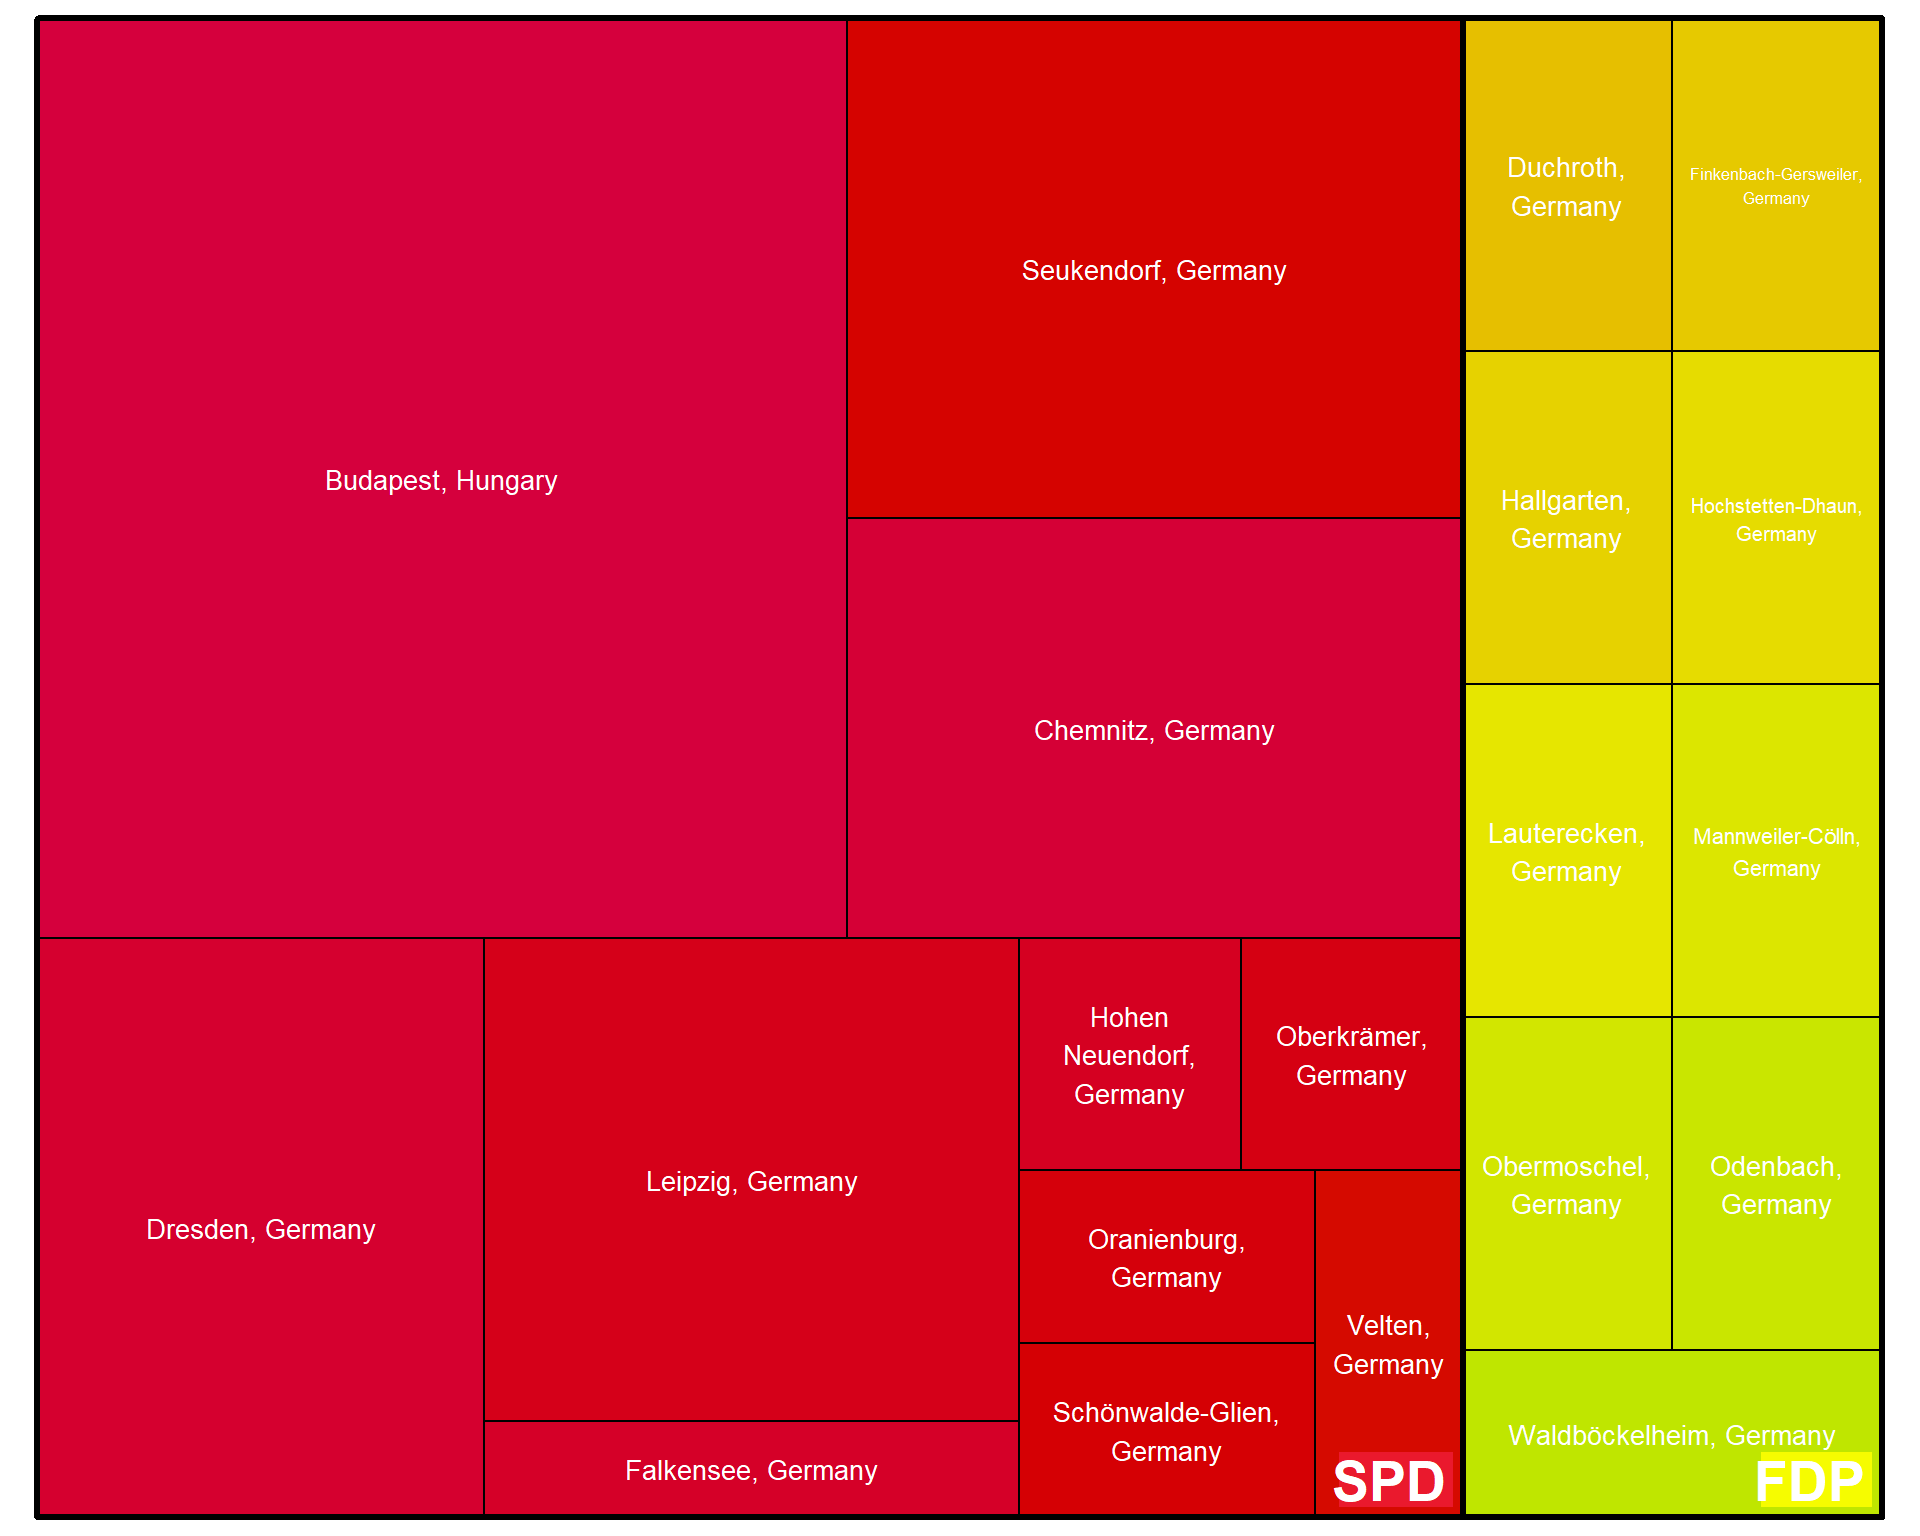 Budapest, Hungary
Seukendorf, Germany
Chemnitz, Germany
Dresden, Germany
Leipzig, Germany
Falkensee, Germany
Hohen
Neuendorf,
Germany
Oberkrämer,
Germany
Oranienburg,
Germany
Schönwalde-Glien,
Germany
Velten,
Germany
SPD
Duchroth,
Germany
Finkenbach-Gersweiler,
Germany
Hallgarten,
Germany
Hochstetten-Dhaun,
Germany
Lauterecken,
Germany
Mannweiler-Cölln,
Germany
Obermoschel,
Germany
Odenbach,
Germany
Waldböckelheim, Germany
FDP